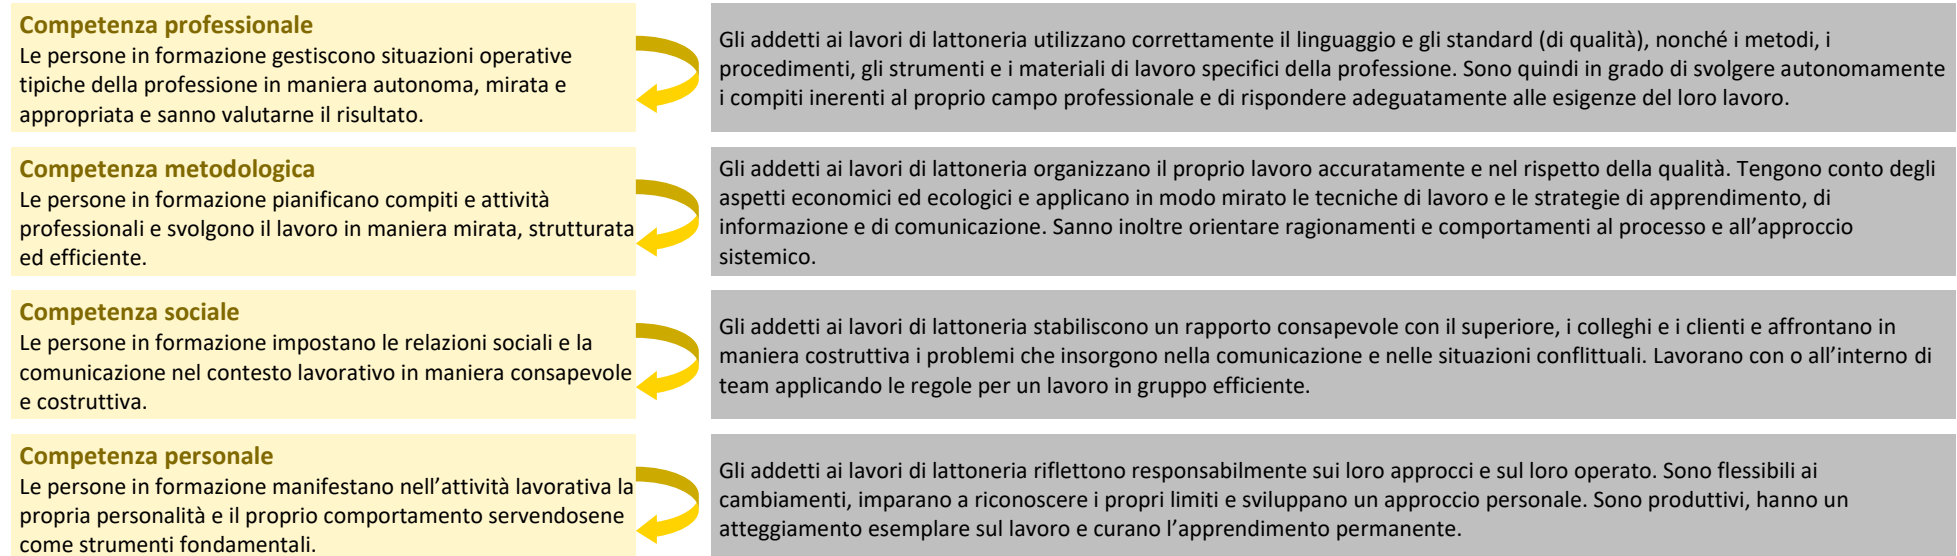 Competenza professionale
Le persone in formazione gestiscono situazioni operative
tipiche della professione in maniera autonoma, mirata e
appropriata e sanno valutarne il risultato.
Gli addetti ai lavori di lattoneria utilizzano correttamente il linguaggio e gli standard (di qualità), nonché i metodi, i
procedimenti, gli strumenti e i materiali di lavoro specifici della professione. Sono quindi in grado di svolgere autonomamente
i compiti inerenti al proprio campo professionale e di rispondere adeguatamente alle esigenze del loro lavoro.
Competenza metodologica
Le persone in formazione pianificano compiti e attività
professionali e svolgono il lavoro in maniera mirata, strutturata
ed efficiente.
Gli addetti ai lavori di lattoneria organizzano il proprio lavoro accuratamente e nel rispetto della qualità. Tengono conto degli
aspetti economici ed ecologici e applicano in modo mirato le tecniche di lavoro e le strategie di apprendimento, di
informazione e di comunicazione. Sanno inoltre orientare ragionamenti e comportamenti al processo e all’approccio
sistemico.
Competenza sociale
Le persone in formazione impostano le relazioni sociali e la
comunicazione nel contesto lavorativo in maniera consapevole
e costruttiva.
Gli addetti ai lavori di lattoneria stabiliscono un rapporto consapevole con il superiore, i colleghi e i clienti e affrontano in
maniera costruttiva i problemi che insorgono nella comunicazione e nelle situazioni conflittuali. Lavorano con o all’interno di
team applicando le regole per un lavoro in gruppo efficiente.
Competenza personale
Le persone in formazione manifestano nell’attività lavorativa la
propria personalità e il proprio comportamento servendosene
come strumenti fondamentali.
Gli addetti ai lavori di lattoneria riflettono responsabilmente sui loro approcci e sul loro operato. Sono flessibili ai
cambiamenti, imparano a riconoscere i propri limiti e sviluppano un approccio personale. Sono produttivi, hanno un
atteggiamento esemplare sul lavoro e curano l’apprendimento permanente.